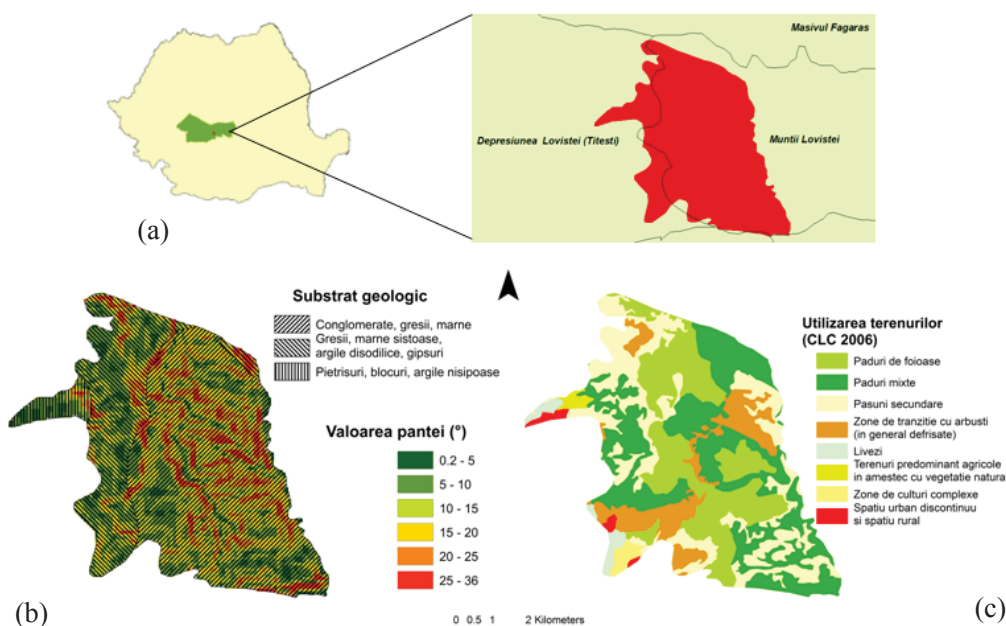 Masivul Fagaras
Depresiunea Lovistei (Titesti)
Muntii Lovistei
(a)
Substrat geologic
Conglomerate, gresii, marne
Gresii, marne sistoase,
argile disodilice, gipsuri
Pietrisuri, blocuri, argile nisipoase
Valoarea pantei (°)
0.2 - 5
5 - 10
10 - 15
15 - 20
20 - 25
25 - 36
(b)
Utilizarea terenurilor
(CLC 2006)
Paduri de foioase
Paduri mixte
Pasuni secundare
Zone de tranzitie cu arbusti
(in general defrisate)
Livezi
Terenuri predominant agricole
in amestec cu vegetatie natura
Zone de culturi complexe
Spatiu urban discontinuu
si spatiu rural
(c)
0 0.5 1 2 Kilometers